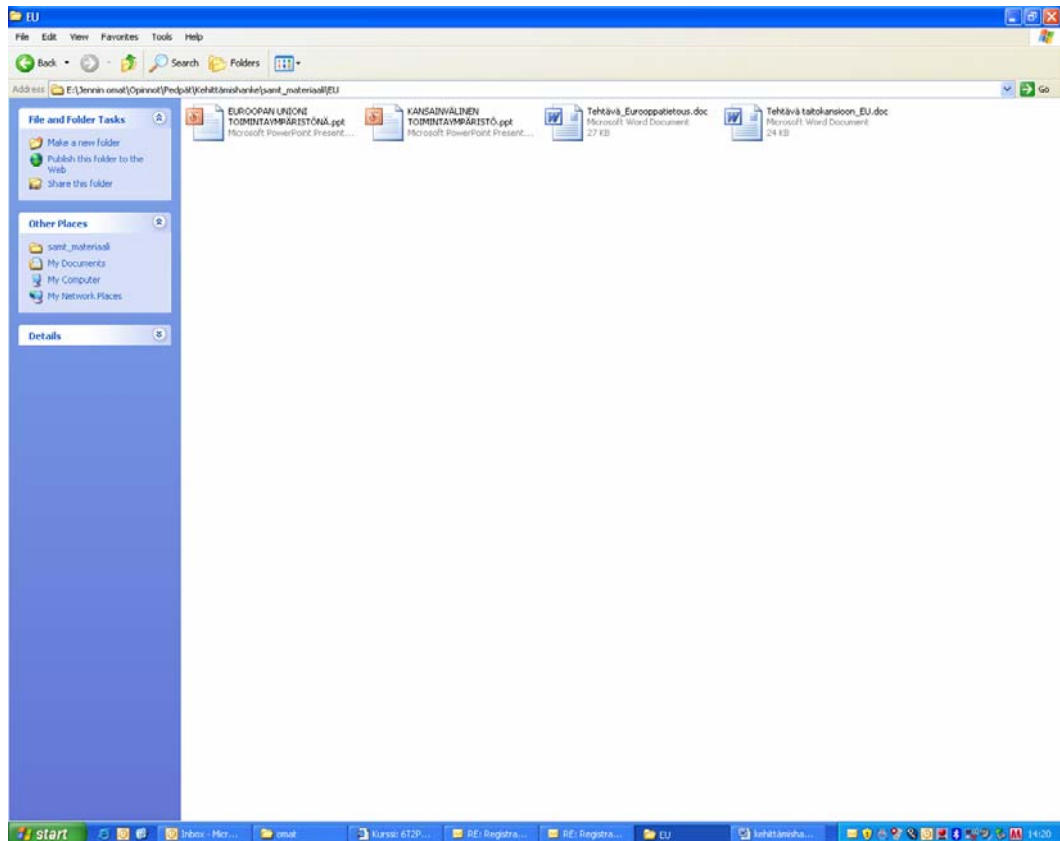 EU
File Edit View Favorites Tools Help
Back Search Folders
Address E:\Jennin omat\Opinnot\Pedpät\Kehittämishanke\samt_materiaali\EU Go
File and Folder Tasks
Make a new folder
Publish this folder to the
Web
Share this folder
Other Places
samt_materiaali
My Documents
My Computer
My Network Places
Details
EUROOPAN UNIONI
TOIMINTAYMPÄRISTÖNÄ.ppt
Microsoft PowerPoint Present...
KANSAINVÄLINEN
TOIMINTAYMPÄRISTÖ.ppt
Microsoft PowerPoint Present...
Tehtävä_Eurooppatietous.doc
Microsoft Word Document
27 KB
Tehtävä taitokansioon_EU.doc
Microsoft Word Document
24 KB
start Inbox - Micr... omat Kurssi: 6T2P... RE: Registra... RE: Registra... EU kehittämisha... 14:20